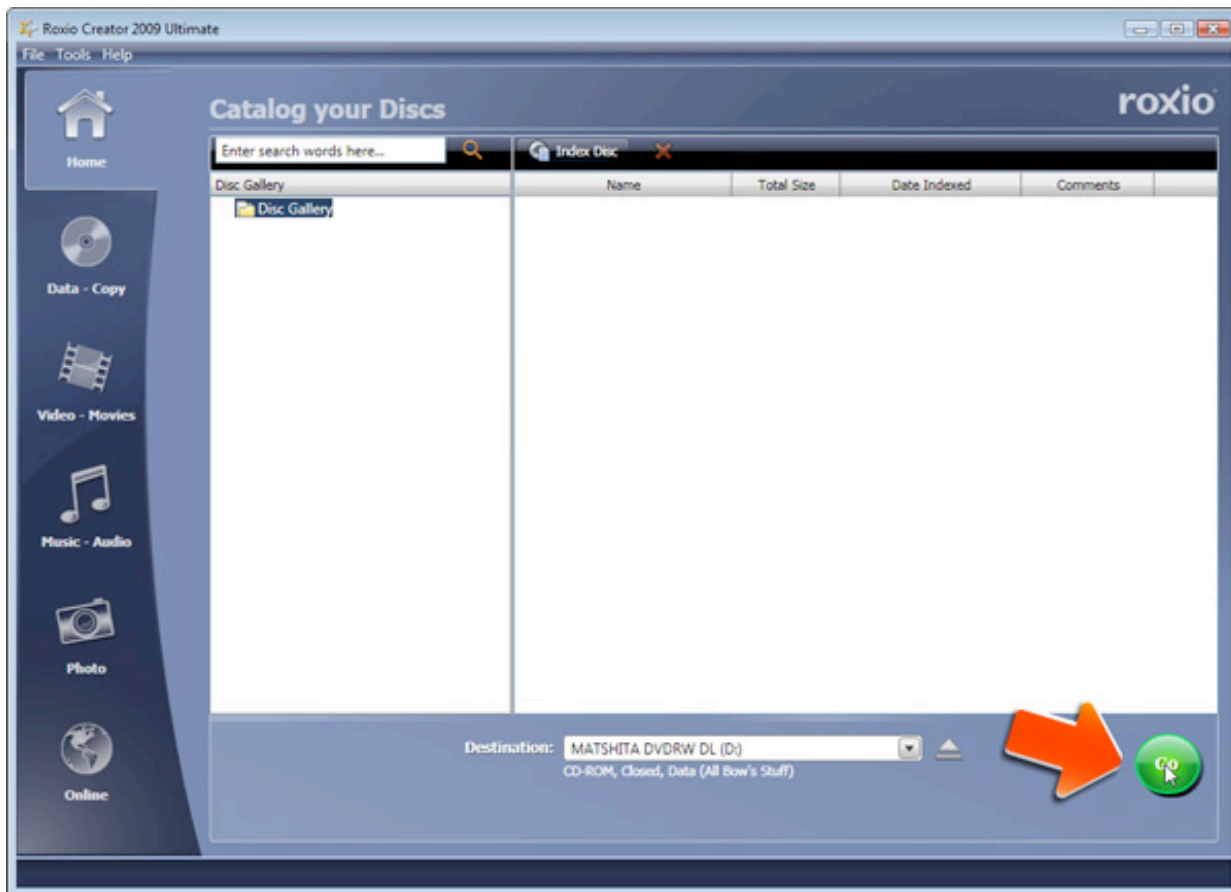 Roxio Creator 2009 Ultimate
File Tools Help
roxio
Catalog your Discs
Home
Enter search words here...
Index Disc
Disc Gallery
Name Total Size Date Indexed Comments
Disc Gallery
Data - Copy
Video - Movies
Music - Audio
Photo
Online
Destination: MATSHITA DVDRW DL (D:)
CD-ROM, Closed, Data (All Bow's Stuff)
Go